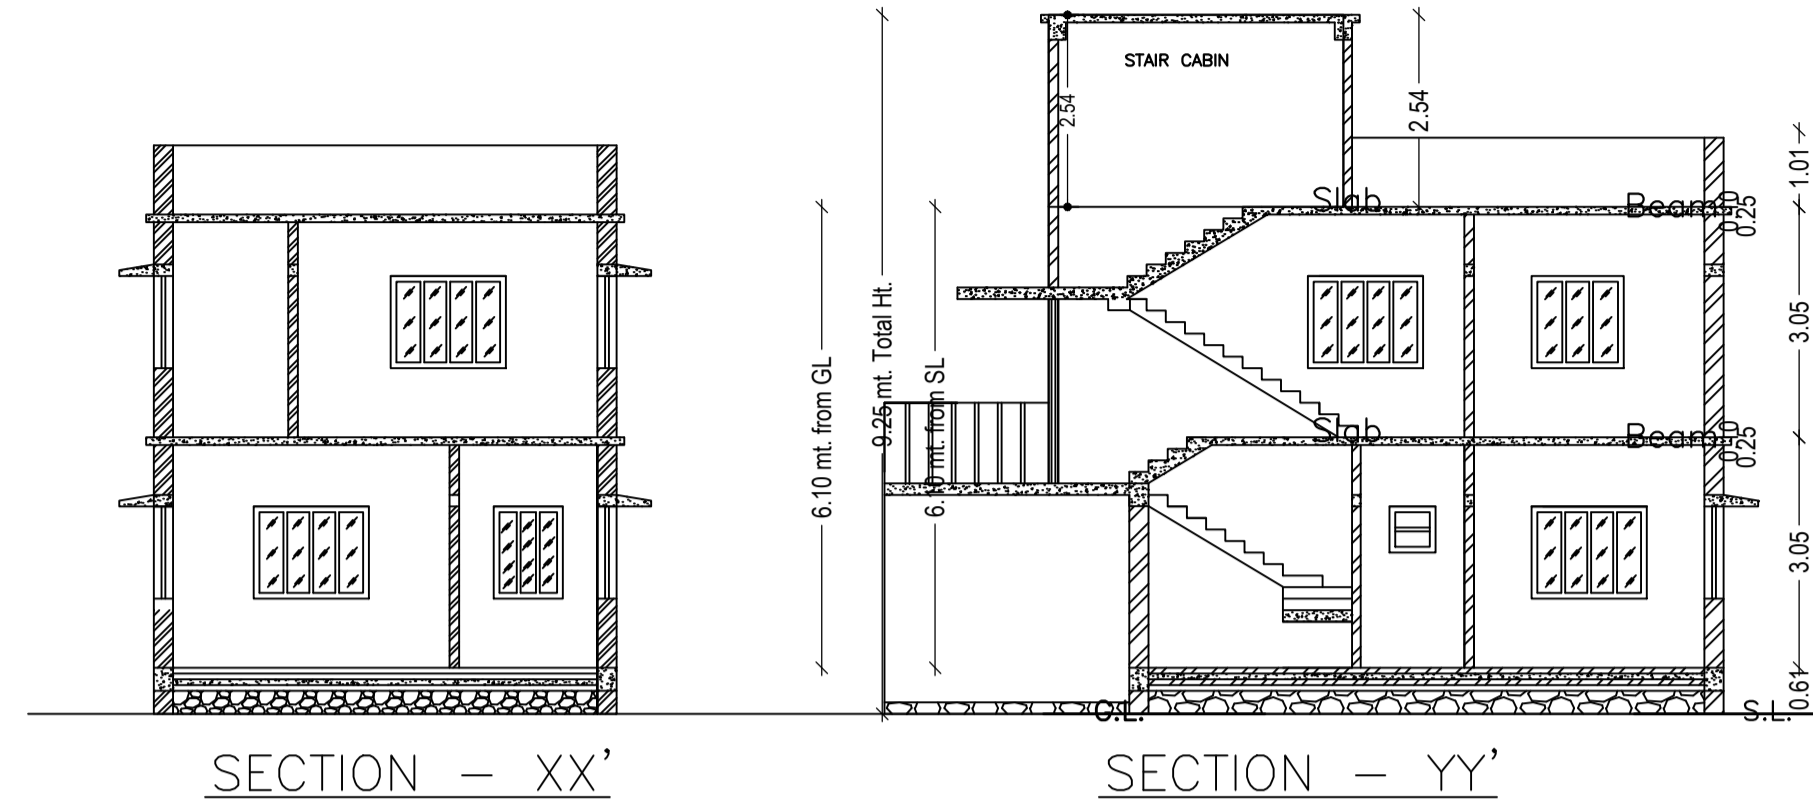 STAIR CABIN
2.54
2.54
1.01
Slab
Beam
0.10
0.25
9.25 mt. Total Ht.
6.10 mt. from GL
6.10 mt. from SL
3.05
Slab
Beam
0.10
0.25
3.05
0.61
G.L.
S.L.
SECTION - XX’
SECTION - YY’